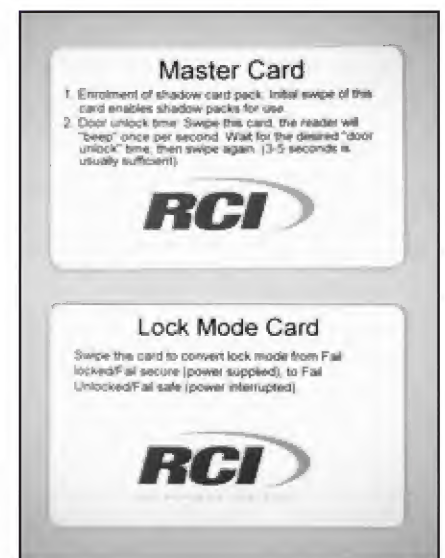 Master Card
1. Enrolment of shadow card pack. Initial swipe of this
card enables shadow packs for use.
2. Door unlock time: Swipe this card, the reader will
"beep" once per second. Wait for the desired "door
unlock" time, then swipe again. (3-5 seconds is
usually sufficient)
RCI
Lock Mode Card
Swipe this card to convert lock mode from Fail
locked/Fail secure (power supplied), to Fail
Unlocked/Fail safe (power interrupted)
RCI